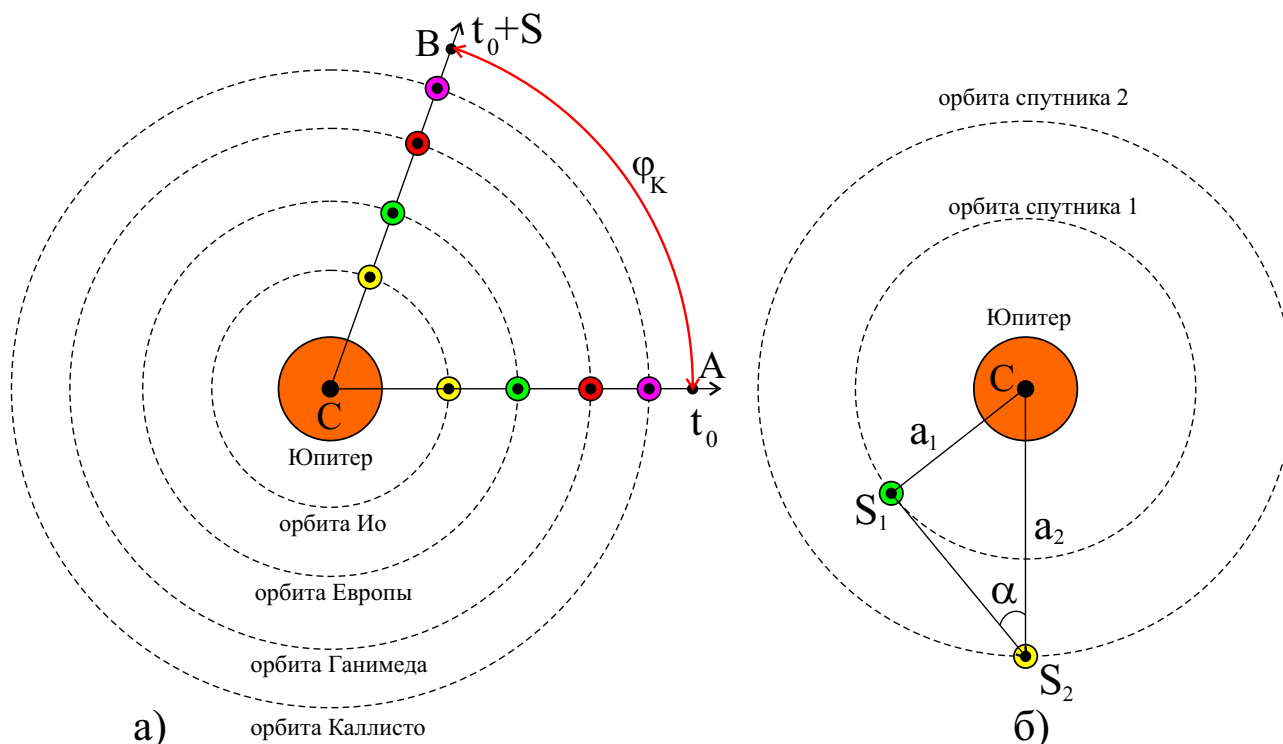 B
t₀+S
φ_K
A
t₀
C
Юпитер
орбита Ио
орбита Европы
орбита Ганимеда
орбита Каллисто
а)
орбита спутника 2
орбита спутника 1
Юпитер
C
a₁
a₂
S₁
α
S₂
б)